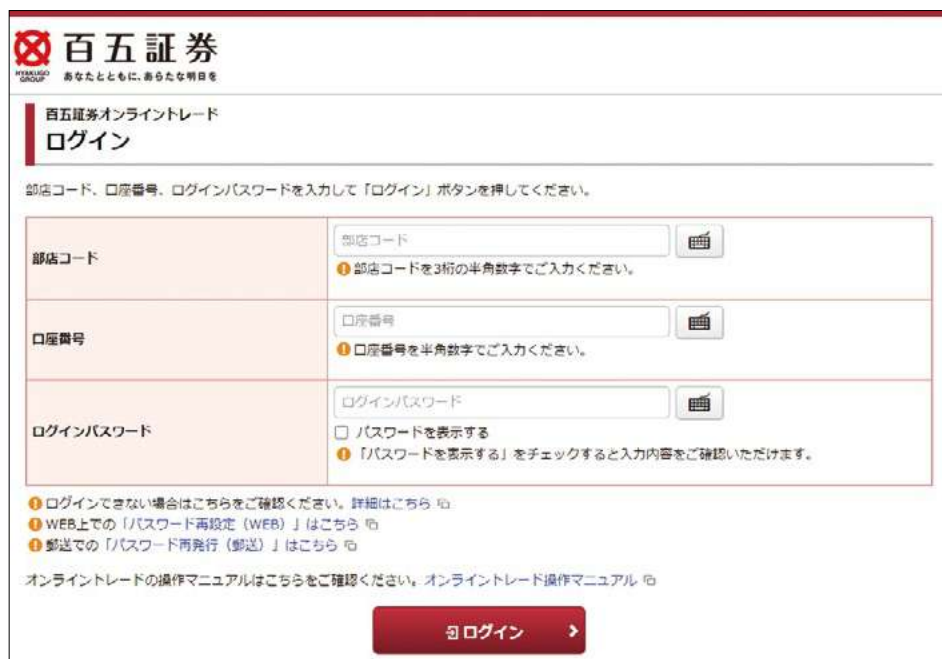 百五証券
HYAKUGO
GROUP
あなたとともに、あらたな明日を
百五証券オンライントレード
ログイン
部店コード、口座番号、ログインパスワードを入力して「ログイン」ボタンを押してください。
部店コード
部店コード
部店コードを3桁の半角数字でご入力ください。
口座番号
口座番号
口座番号を半角数字でご入力ください。
ログインパスワード
ログインパスワード
パスワードを表示する
「パスワードを表示する」をチェックすると入力内容をご確認いただけます。
ログインできない場合はこちらをご確認ください。詳細はこちら
WEB上での「パスワード再設定（WEB）」はこちら
郵送での「パスワード再発行（郵送）」はこちら
オンライントレードの操作マニュアルはこちらをご確認ください。オンライントレード操作マニュアル
ログイン